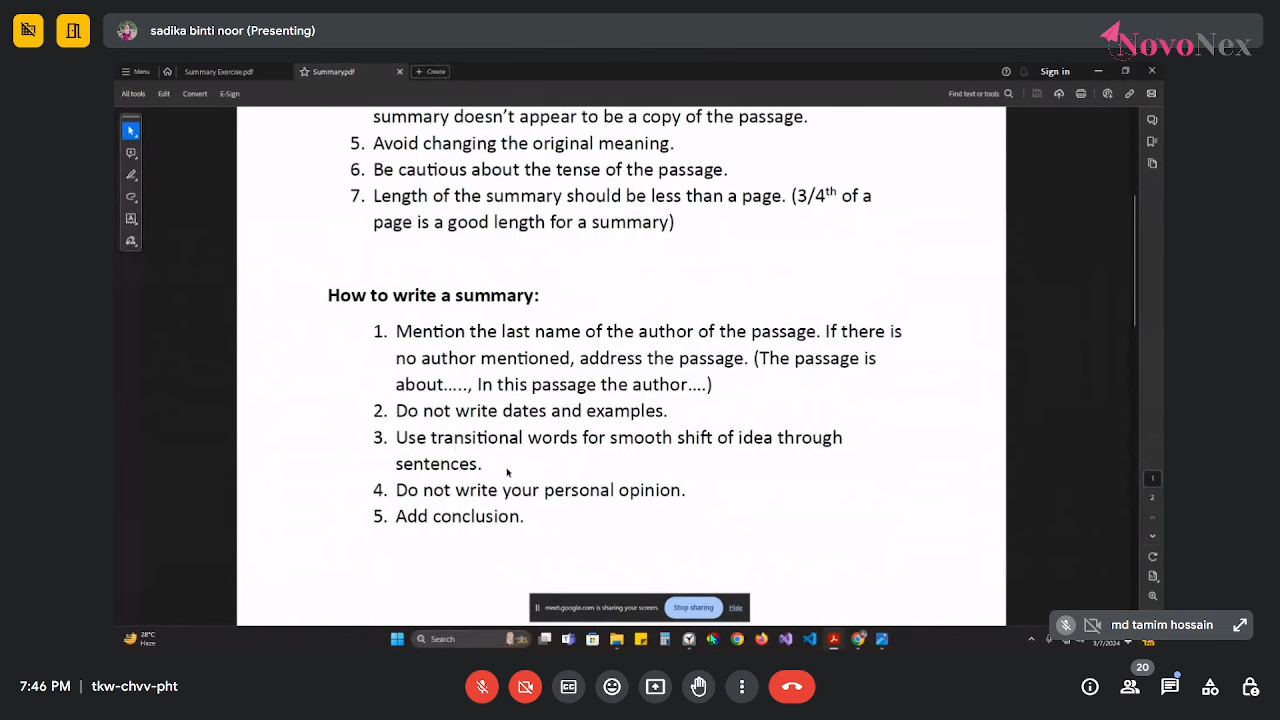 sadika binti noor (Presenting)
NovoNex
Menu
Summary Exercise.pdf
Summary.pdf
Create
Sign in
All tools
Edit
Convert
E-Sign
Find text or tools
summary doesn't appear to be a copy of the passage.
5. Avoid changing the original meaning.
6. Be cautious about the tense of the passage.
7. Length of the summary should be less than a page. (3/4th of a
page is a good length for a summary)
How to write a summary:
1. Mention the last name of the author of the passage. If there is
no author mentioned, address the passage. (The passage is
about....., In this passage the author....)
2. Do not write dates and examples.
3. Use transitional words for smooth shift of idea through
sentences.
4. Do not write your personal opinion.
5. Add conclusion.
1
2
meet.google.com is sharing your screen.
Stop sharing
Hide
md tamim hossain
28°C
Haze
Search
3/7/2024
20
7:46 PM | tkw-chvv-pht